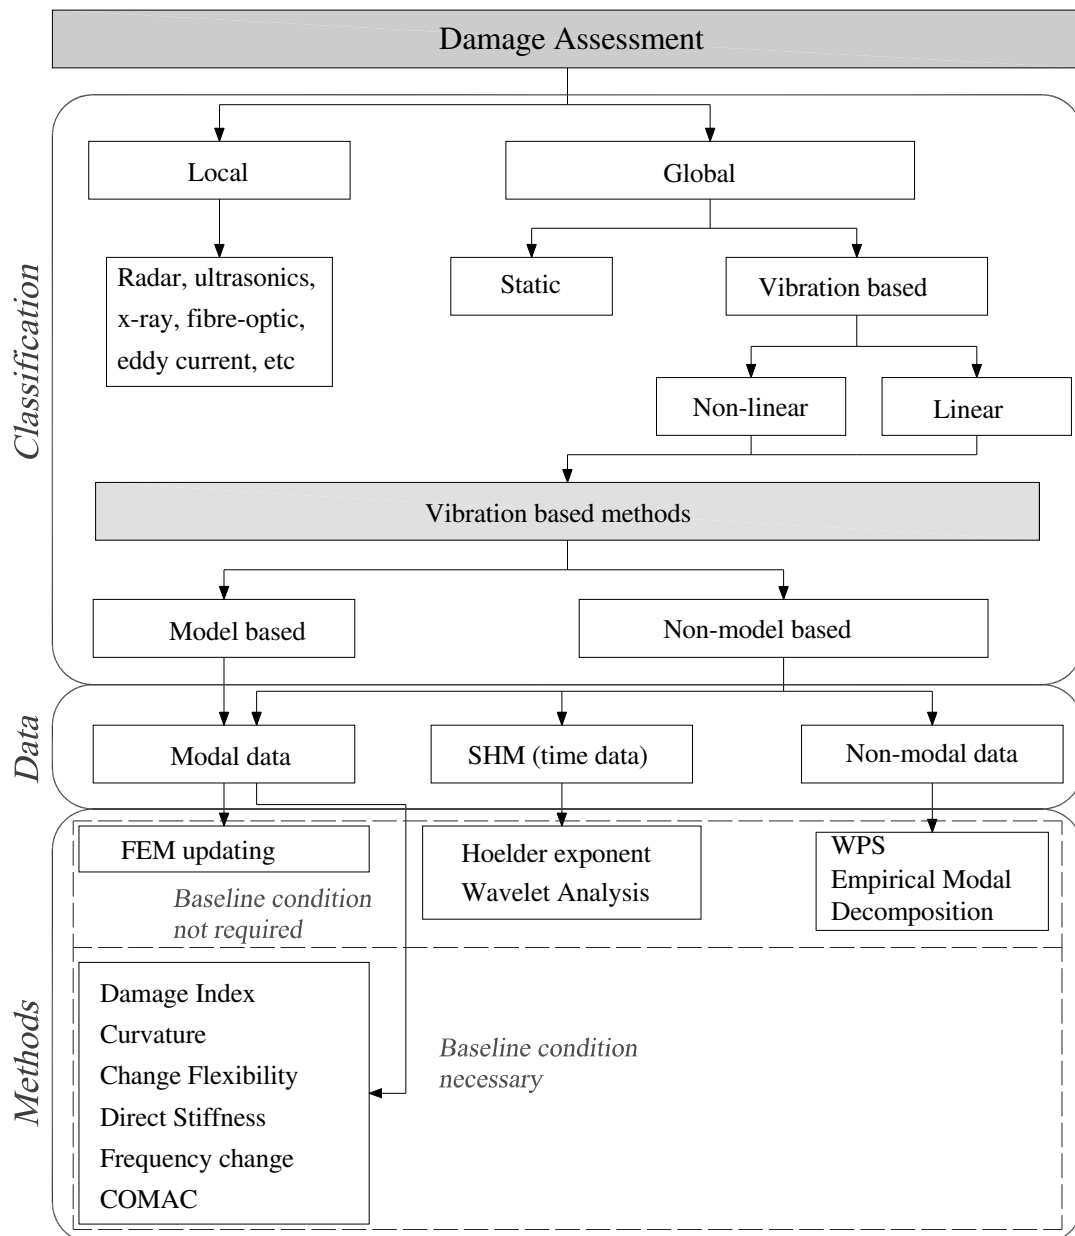 Damage Assessment
Classification
Local
Global
Radar, ultrasonics,
x-ray, fibre-optic,
eddy current, etc
Static
Vibration based
Non-linear
Linear
Vibration based methods
Model based
Non-model based
Data
Modal data
SHM (time data)
Non-modal data
Methods
FEM updating
Hoelder exponent
Wavelet Analysis
WPS
Empirical Modal
Decomposition
Baseline condition
not required
Damage Index
Curvature
Change Flexibility
Direct Stiffness
Frequency change
COMAC
Baseline condition
necessary